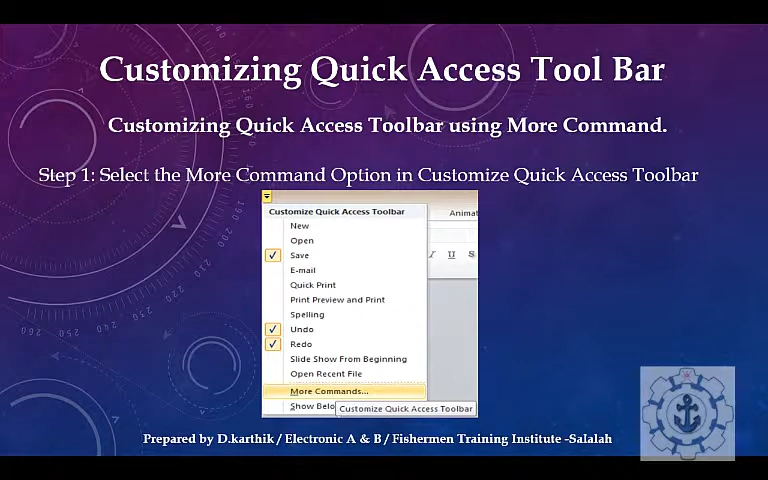 Customizing Quick Access Tool Bar
Customizing Quick Access Toolbar using More Command.
Step 1: Select the More Command Option in Customize Quick Access Toolbar
Customize Quick Access Toolbar
Animat
New
Open
I U S
Save
E-mail
Quick Print
Print Preview and Print
Spelling
Undo
Redo
Slide Show From Beginning
Open Recent File
More Commands...
Show Belo
Customize Quick Access Toolbar
Prepared by D.karthik / Electronic A & B / Fishermen Training Institute -Salalah